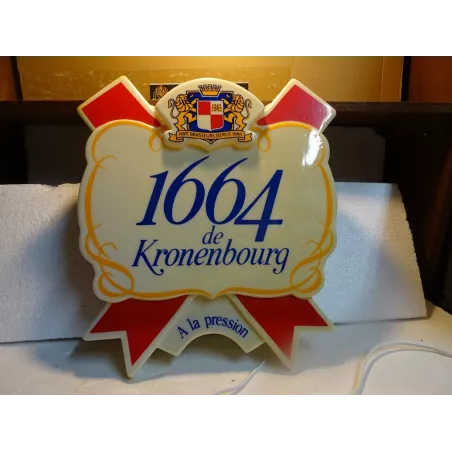 1664
de
Kronenbourg
A la pression